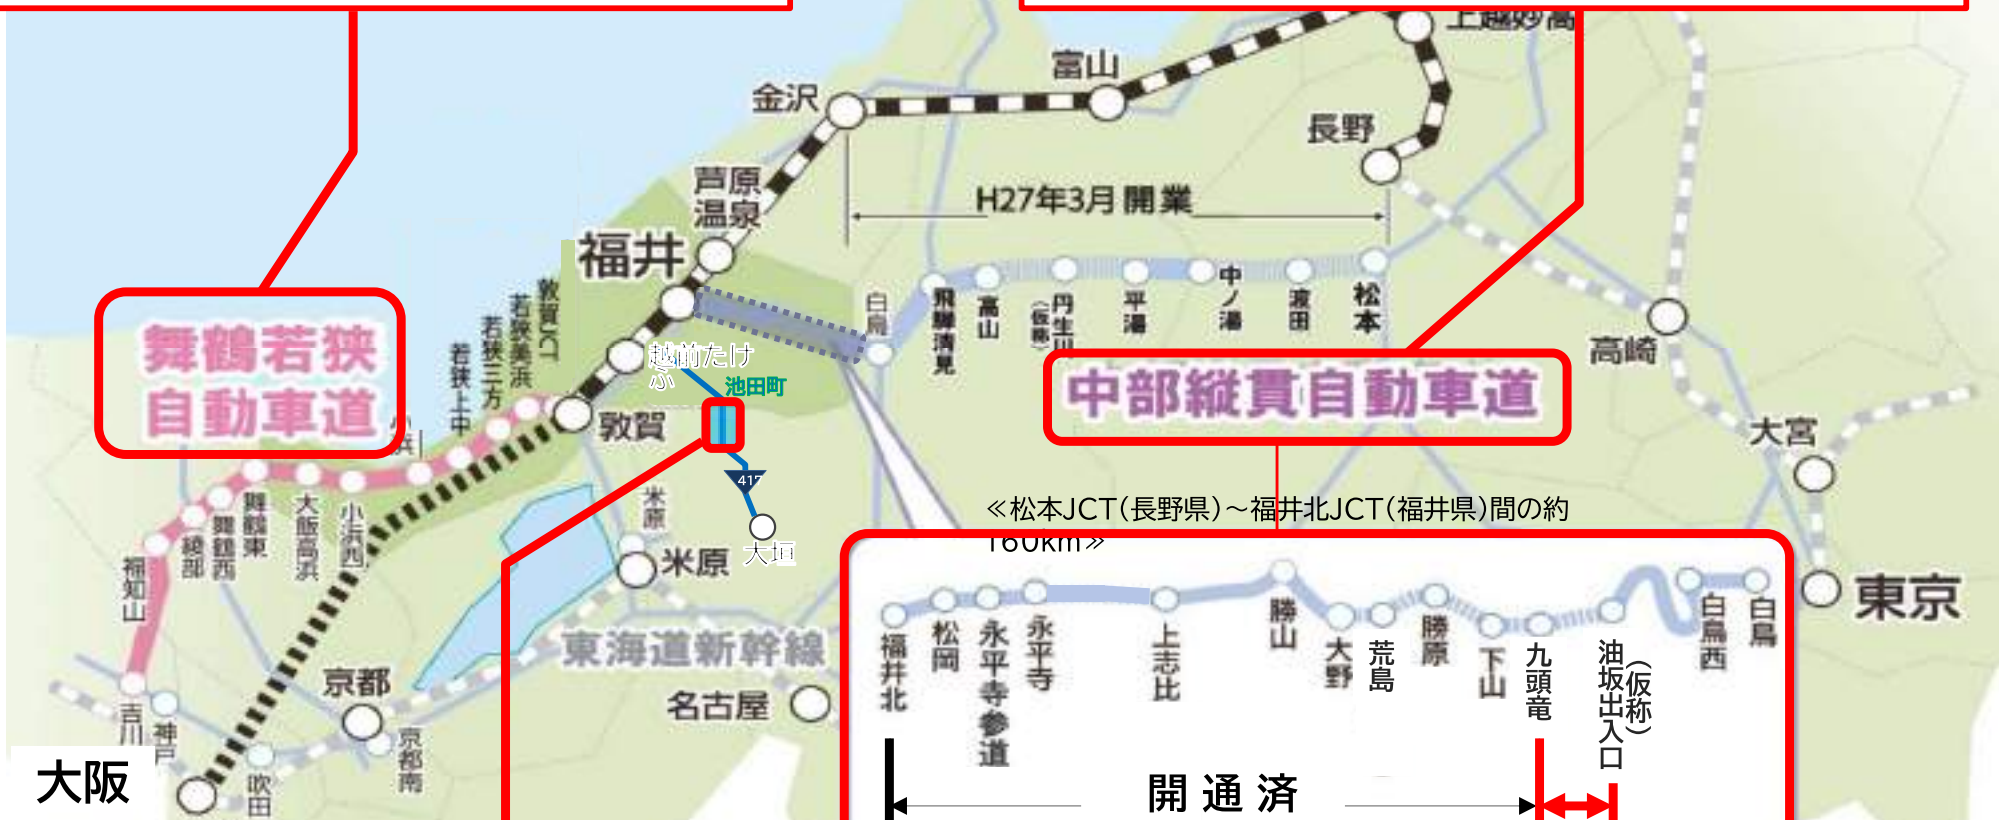 上越妙高
富山
金沢
長野
芦原
温泉
H27年3月開業
福井
白鳥
飛騨清見
高山
平湯
中ノ湯
波田
松本
高崎
敦賀JCT
若狭美浜
若狭三方
若狭上中
舞鶴若狭
自動車道
越前たけ
ふ
池田町
中部縦貫自動車道
小浜
敦賀
大宮
417
米原
大垣
米原
≪松本JCT(長野県)~福井北JCT(福井県)間の約
160km≫
小浜西
大飯高浜
舞鶴東
舞鶴西
綾部
福知山
東京
東海道新幹線
京都
名古屋
吉川
神戸
京都南
吹田
大阪
福井北
松岡
永平寺参道
永平寺
上志比
勝山
大野
荒島
勝原
下山
九頭竜
油坂出入口
(仮称)
白鳥西
白鳥
開通済